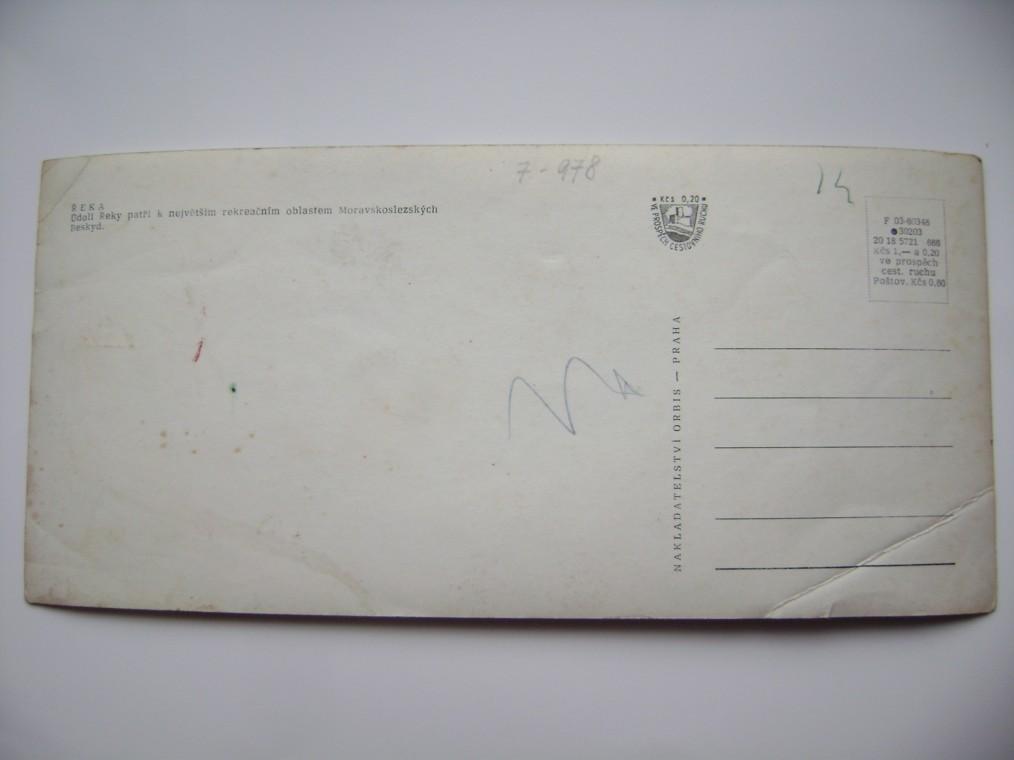 7-978
14
ŘEKA
Údolí Řeky patří k největším rekreačním oblastem Moravskoslezských
Beskyd.
Kčs 0,20
VE PROSPĚCH CESTOVNÍHO RUCHU
F 03-60348
30203
20 18 5721 668
Kčs 1,— a 0,20
ve prospěch
cest. ruchu
Poštov. Kčs 0,60
NAKLADATELSTVÍ ORBIS — PRAHA